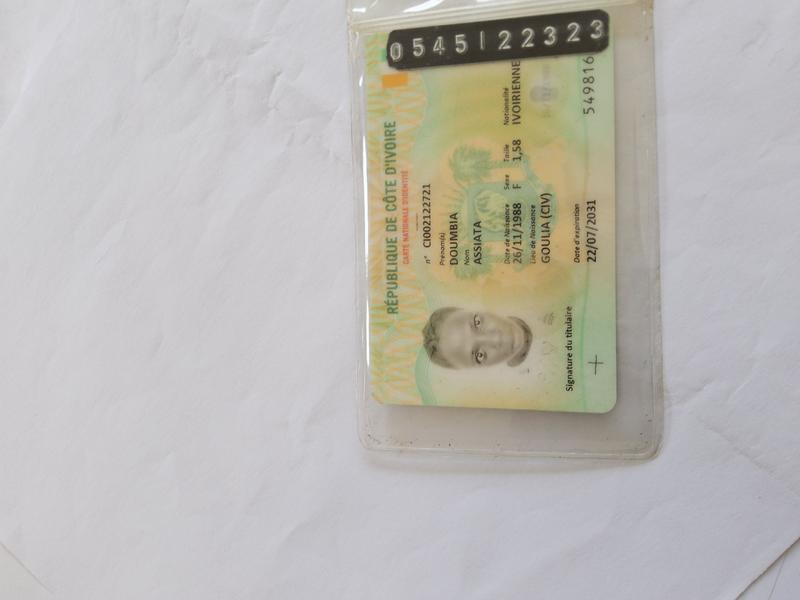 0545122323
RÉPUBLIQUE DE CÔTE D'IVOIRE
CARTE NATIONALE D'IDENTITÉ
n° CI002122721
Prénom(s)
DOUMBIA
Nom
ASSIATA
Date de Naissance Sexe Taille Nationalité
26/11/1988 F 1,58 IVOIRIENNE
Lieu de Naissance
GOULIA (CIV)
Date d'expiration
22/07/2031
549816
Signature du titulaire